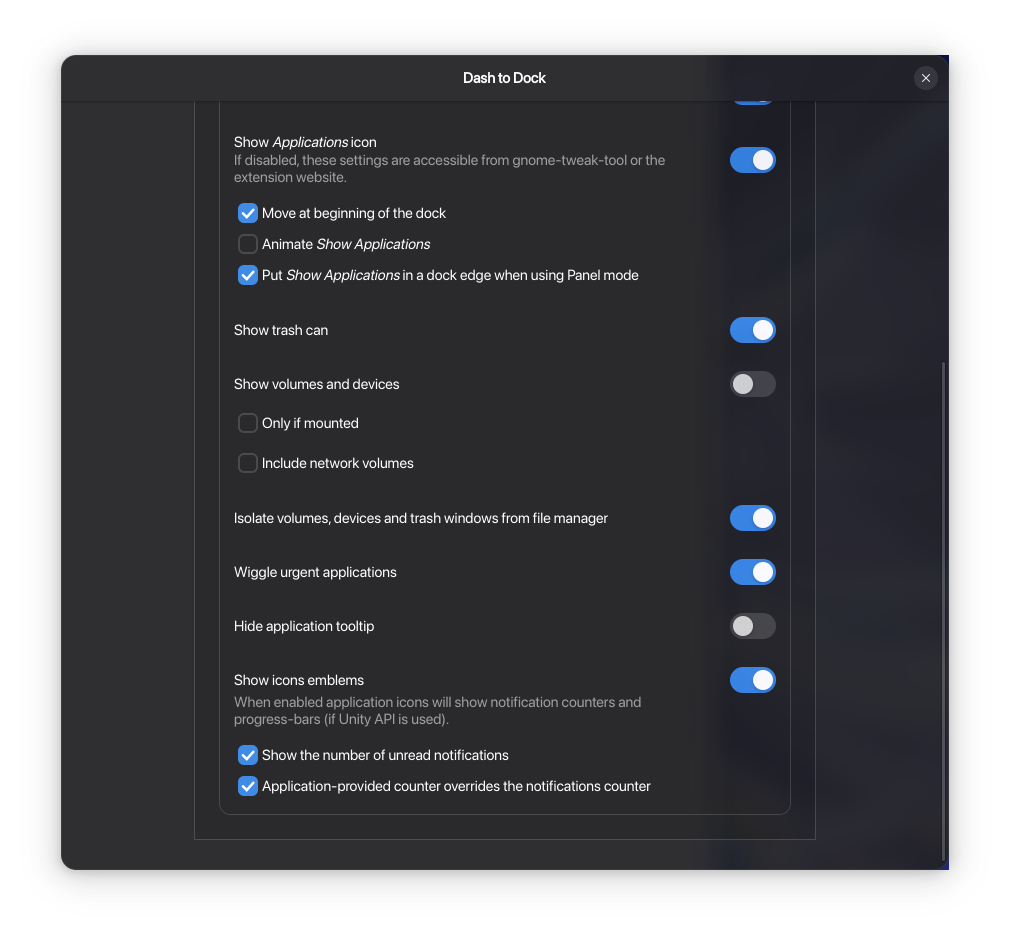 Dash to Dock
Show Applications icon
If disabled, these settings are accessible from gnome-tweak-tool or the
extension website.
Move at beginning of the dock
Animate Show Applications
Put Show Applications in a dock edge when using Panel mode
Show trash can
Show volumes and devices
Only if mounted
Include network volumes
Isolate volumes, devices and trash windows from file manager
Wiggle urgent applications
Hide application tooltip
Show icons emblems
When enabled application icons will show notification counters and
progress-bars (if Unity API is used).
Show the number of unread notifications
Application-provided counter overrides the notifications counter